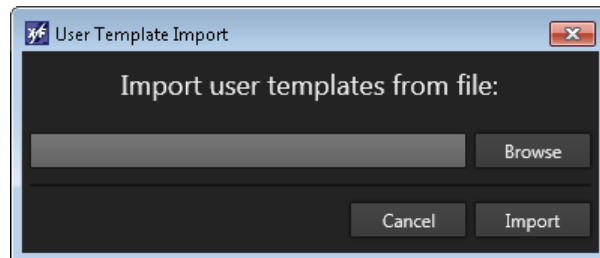 User Template Import
Import user templates from file:
Browse
Cancel Import